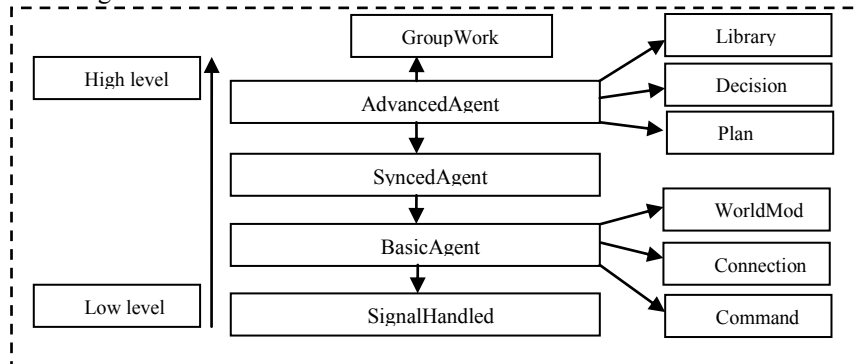 GroupWork
Library
High level
Decision
AdvancedAgent
Plan
SyncedAgent
WorldMod
BasicAgent
Connection
Low level
SignalHandled
Command